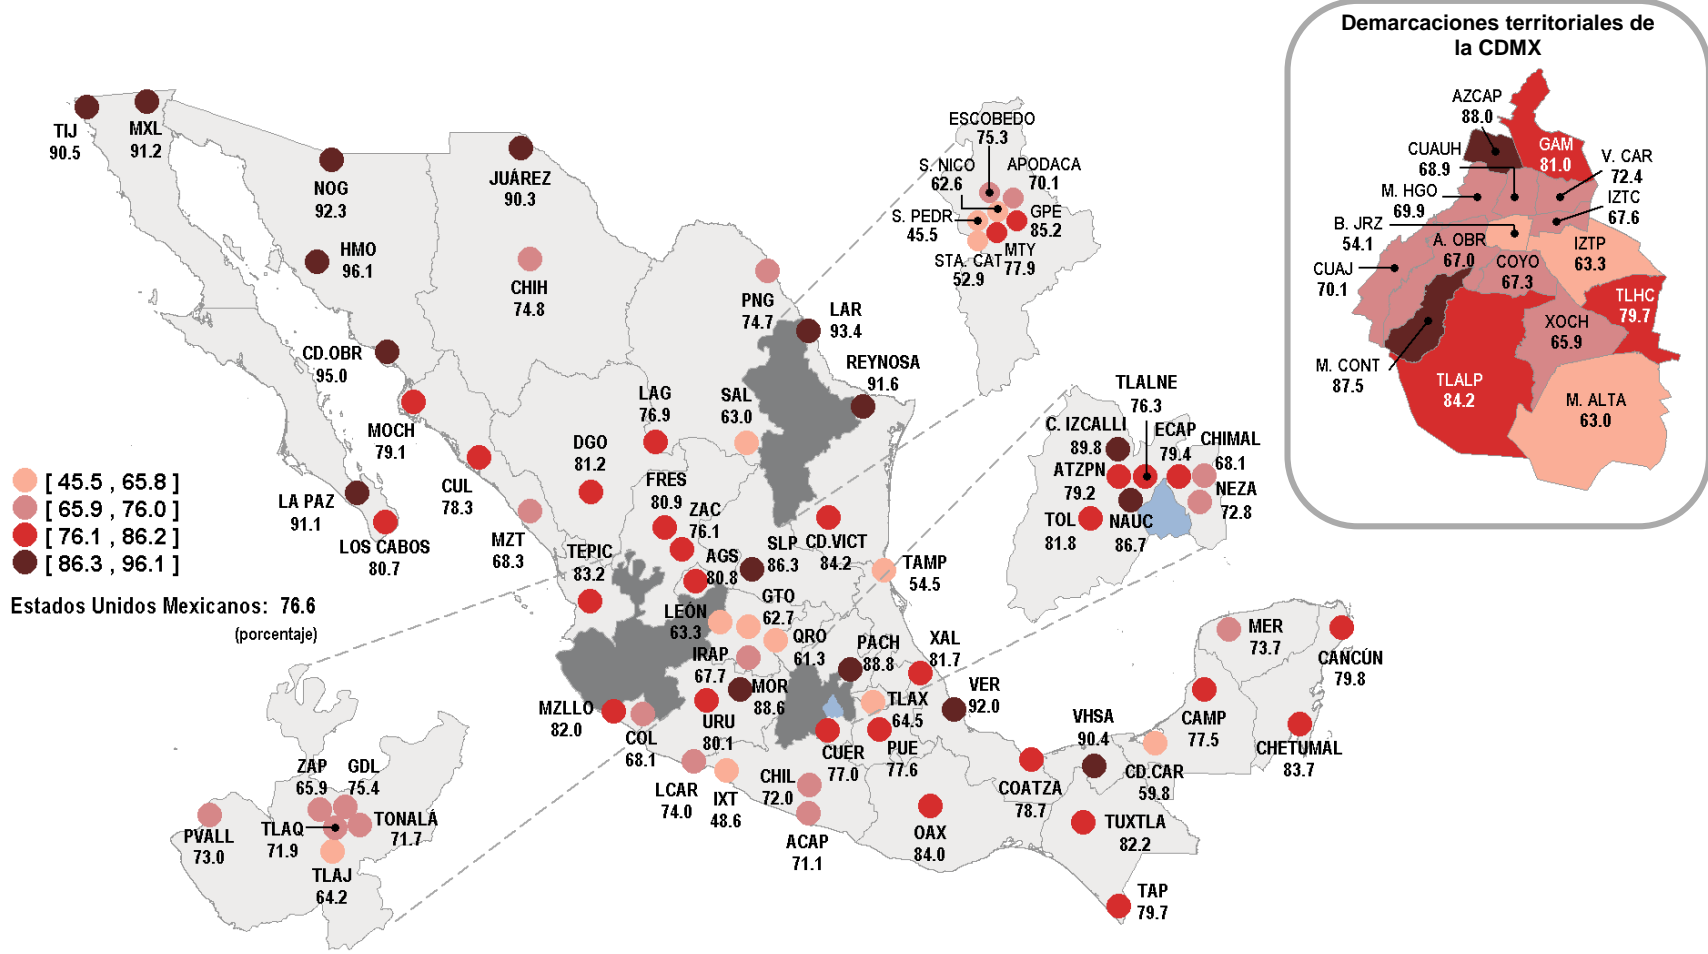 Demarcaciones territoriales de
la CDMX
AZCAP
88.0
GAM
81.0
CUAUH
68.9
V. CAR
72.4
M. HGO
69.9
IZTC
67.6
B. JRZ
54.1
A. OBR
67.0
IZTP
63.3
CUAJ
70.1
COYO
67.3
TLHC
79.7
XOCH
65.9
M. CONT
87.5
TLALP
84.2
M. ALTA
63.0
TIJ
90.5
MXL
91.2
NOG
92.3
JUÁREZ
90.3
HMO
96.1
CHIH
74.8
CD.OBR
95.0
MOCH
79.1
CUL
78.3
LA PAZ
91.1
LOS CABOS
80.7
MZT
68.3
DGO
81.2
LAG
76.9
SAL
63.0
PNG
74.7
LAR
93.4
REYNOSA
91.6
ESCOBEDO
75.3
S. NICO
62.6
APODACA
70.1
S. PEDR
45.5
GPE
85.2
STA. CAT
52.9
MTY
77.9
FRES
80.9
ZAC
76.1
TEPIC
83.2
AGS
80.8
SLP
86.3
CD.VICT
84.2
TAMP
54.5
LEÓN
63.3
GTO
62.7
QRO
61.3
IRAP
67.7
PACH
88.8
XAL
81.7
MOR
88.6
URU
80.1
MZLLO
82.0
COL
68.1
LCAR
74.0
IXT
48.6
CHIL
72.0
ACAP
71.1
CUER
77.0
TLAX
64.5
PUE
77.6
VER
92.0
OAX
84.0
COATZA
78.7
VHSA
90.4
CD.CAR
59.8
TUXTLA
82.2
TAP
79.7
CAMP
77.5
MER
73.7
CANCÚN
79.8
CHETUMAL
83.7
TLALNE
76.3
C. IZCALLI
89.8
ECAP
79.4
CHIMAL
68.1
ATZPN
79.2
NEZA
72.8
TOL
81.8
NAUC
86.7
[ 45.5 , 65.8 ]
[ 65.9 , 76.0 ]
[ 76.1 , 86.2 ]
[ 86.3 , 96.1 ]
Estados Unidos Mexicanos: 76.6
(porcentaje)
ZAP
65.9
GDL
75.4
TLAQ
71.9
TONALÁ
71.7
PVALL
73.0
TLAJ
64.2